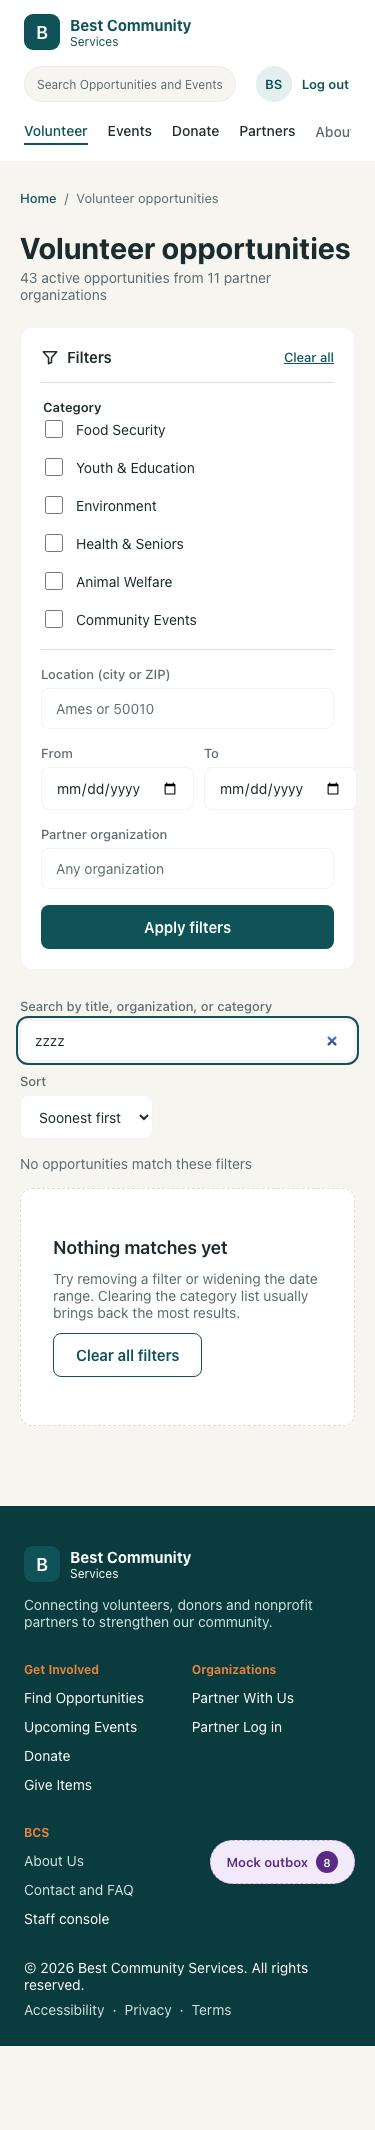 B
Best Community
Services
Search Opportunities and Events
BS
Log out
Volunteer Events Donate Partners About
Home / Volunteer opportunities
Volunteer opportunities
43 active opportunities from 11 partner
organizations
Filters
Clear all
Category
Food Security
Youth & Education
Environment
Health & Seniors
Animal Welfare
Community Events
Location (city or ZIP)
Ames or 50010
From To
mm/dd/yyyy mm/dd/yyyy
Partner organization
Any organization
Apply filters
Search by title, organization, or category
zzzz
Sort
Soonest first
No opportunities match these filters
Nothing matches yet
Try removing a filter or widening the date
range. Clearing the category list usually
brings back the most results.
Clear all filters
B
Best Community
Services
Connecting volunteers, donors and nonprofit
partners to strengthen our community.
Get Involved
Find Opportunities
Upcoming Events
Donate
Give Items
Organizations
Partner With Us
Partner Log in
BCS
About Us
Contact and FAQ
Staff console
Mock outbox 8
© 2026 Best Community Services. All rights
reserved.
Accessibility · Privacy · Terms